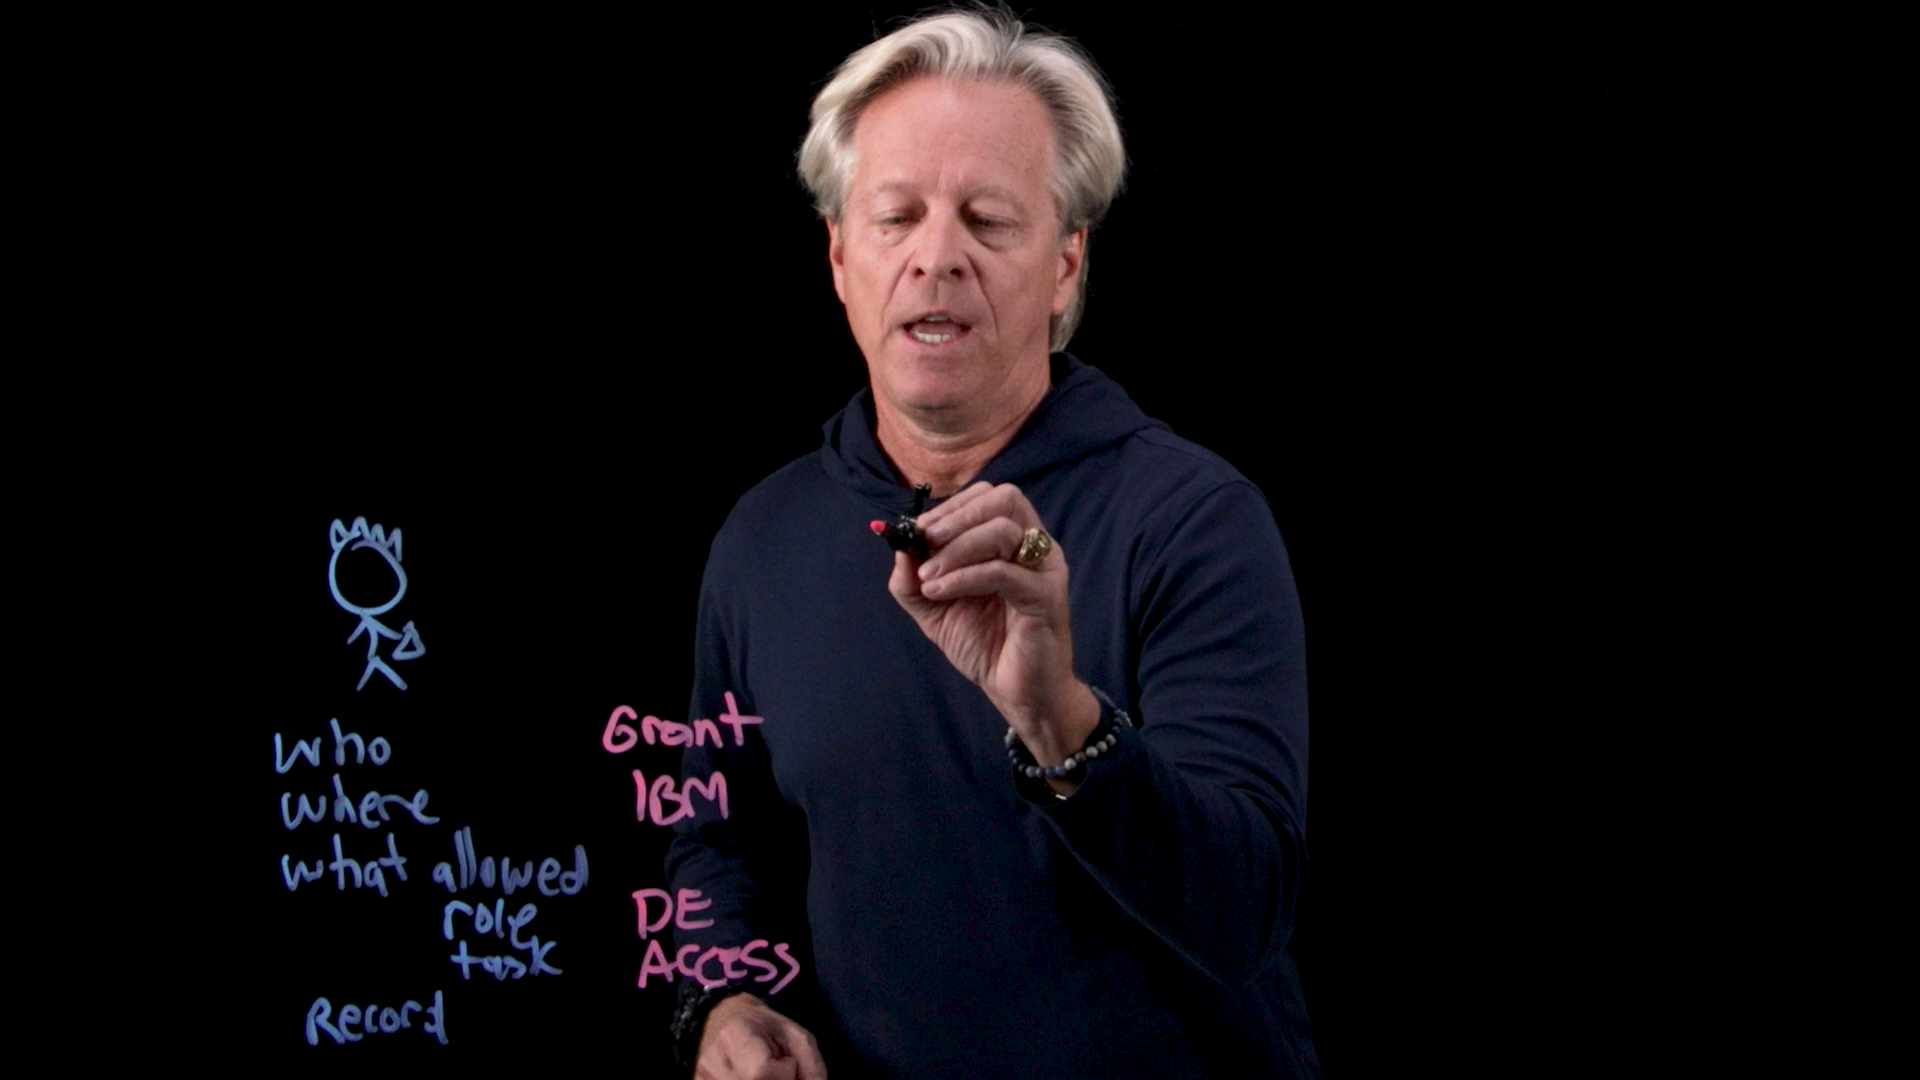 who
where
what allowed
role
task
Record
Grant
IBM
DE
ACCESS